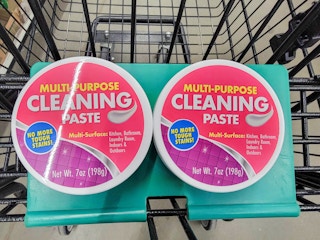 MULTI-PURPOSE
CLEANING
PASTE
NO MORE
TOUGH
STAINS!
Multi-Surface: Kitchen, Bathroom,
Laundry Room,
Indoors &
Outdoors
Net Wt. 7oz (198g)
MULTI-PURPOSE
CLEANING
PASTE
NO MORE
TOUGH
STAINS!
Multi-Surface: Kitchen, Bathroom,
Laundry Room,
Indoors &
Outdoors
Net Wt. 7oz (198g)